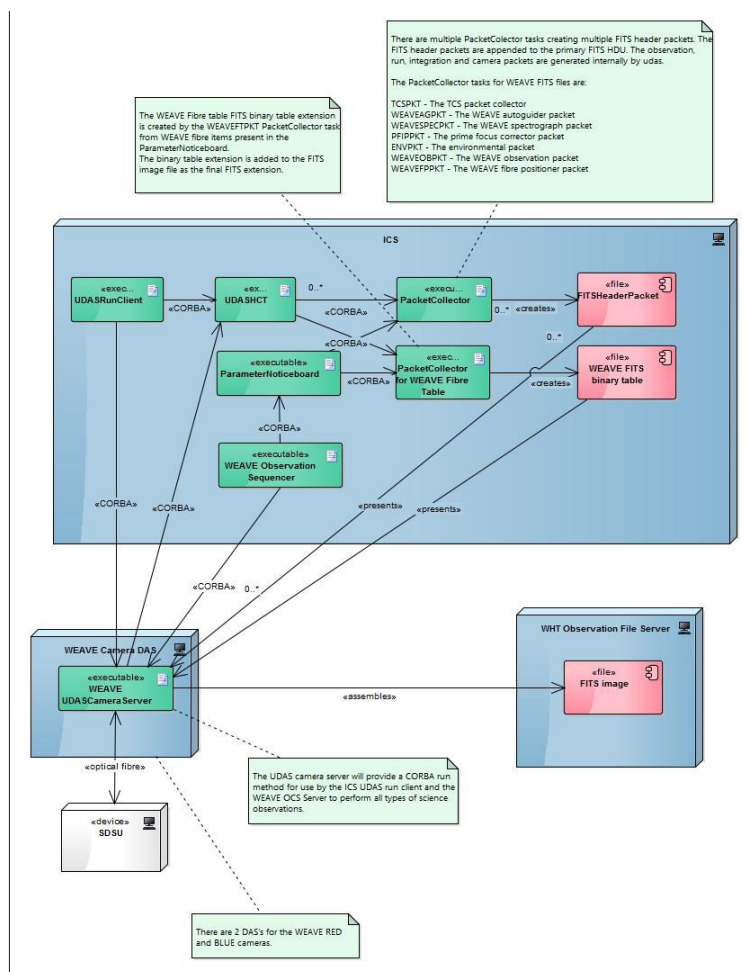 There are multiple PacketColector tasks creating multiple FITS header packets. The
FITS header packets are appended to the primary FITS HDU. The observation,
run, integration and camera packets are generated internally by udas.
The PacketCollector tasks for WEAVE FITS files are:
TCSPKT - The TCS packet collector
WEAVEAGPKT - The WEAVE autoguider packet
WEAVESPECPKT - The WEAVE spectrograph packet
PFIPPKT - The prime focus corrector packet
ENVPKT - The environmental packet
WEAVEOBPKT - The WEAVE observation packet
WEAVEFPPKT - The WEAVE fibre positioner packet
The WEAVE Fibre table FITS binary table extension
is created by the WEAVEFTPKT PacketCollector task
from WEAVE fibre items present in the
ParameterNoticeboard.
The binary table extension is added to the FITS
image file as the final FITS extension.
ICS
«exec...
UDASRunClient
«CORBA»
«ex...
UDASHCT
0..*
«CORBA»
«execu...
PacketCollector
0..*
«creates»
«file»
FITSHeaderPacket
0..*
«CORBA»
«executable»
ParameterNoticeboard
«CORBA»
«exec...
PacketCollector
for WEAVE Fibre
Table
«creates»
«file»
WEAVE FITS
binary table
«CORBA»
«executable»
WEAVE Observation
Sequencer
«CORBA»
«CORBA»
«presents»
«presents»
«CORBA»
0..*
WEAVE Camera DAS
«executable»
WEAVE
UDASCameraServer
«assembles»
WHT Observation File Server
«file»
FITS image
«optical fibre»
The UDAS camera server will provide a CORBA run
method for use by the ICS UDAS run client and the
WEAVE OCS Server to perform all types of science
observations.
«device»
SDSU
There are 2 DAS's for the WEAVE RED
and BLUE cameras.